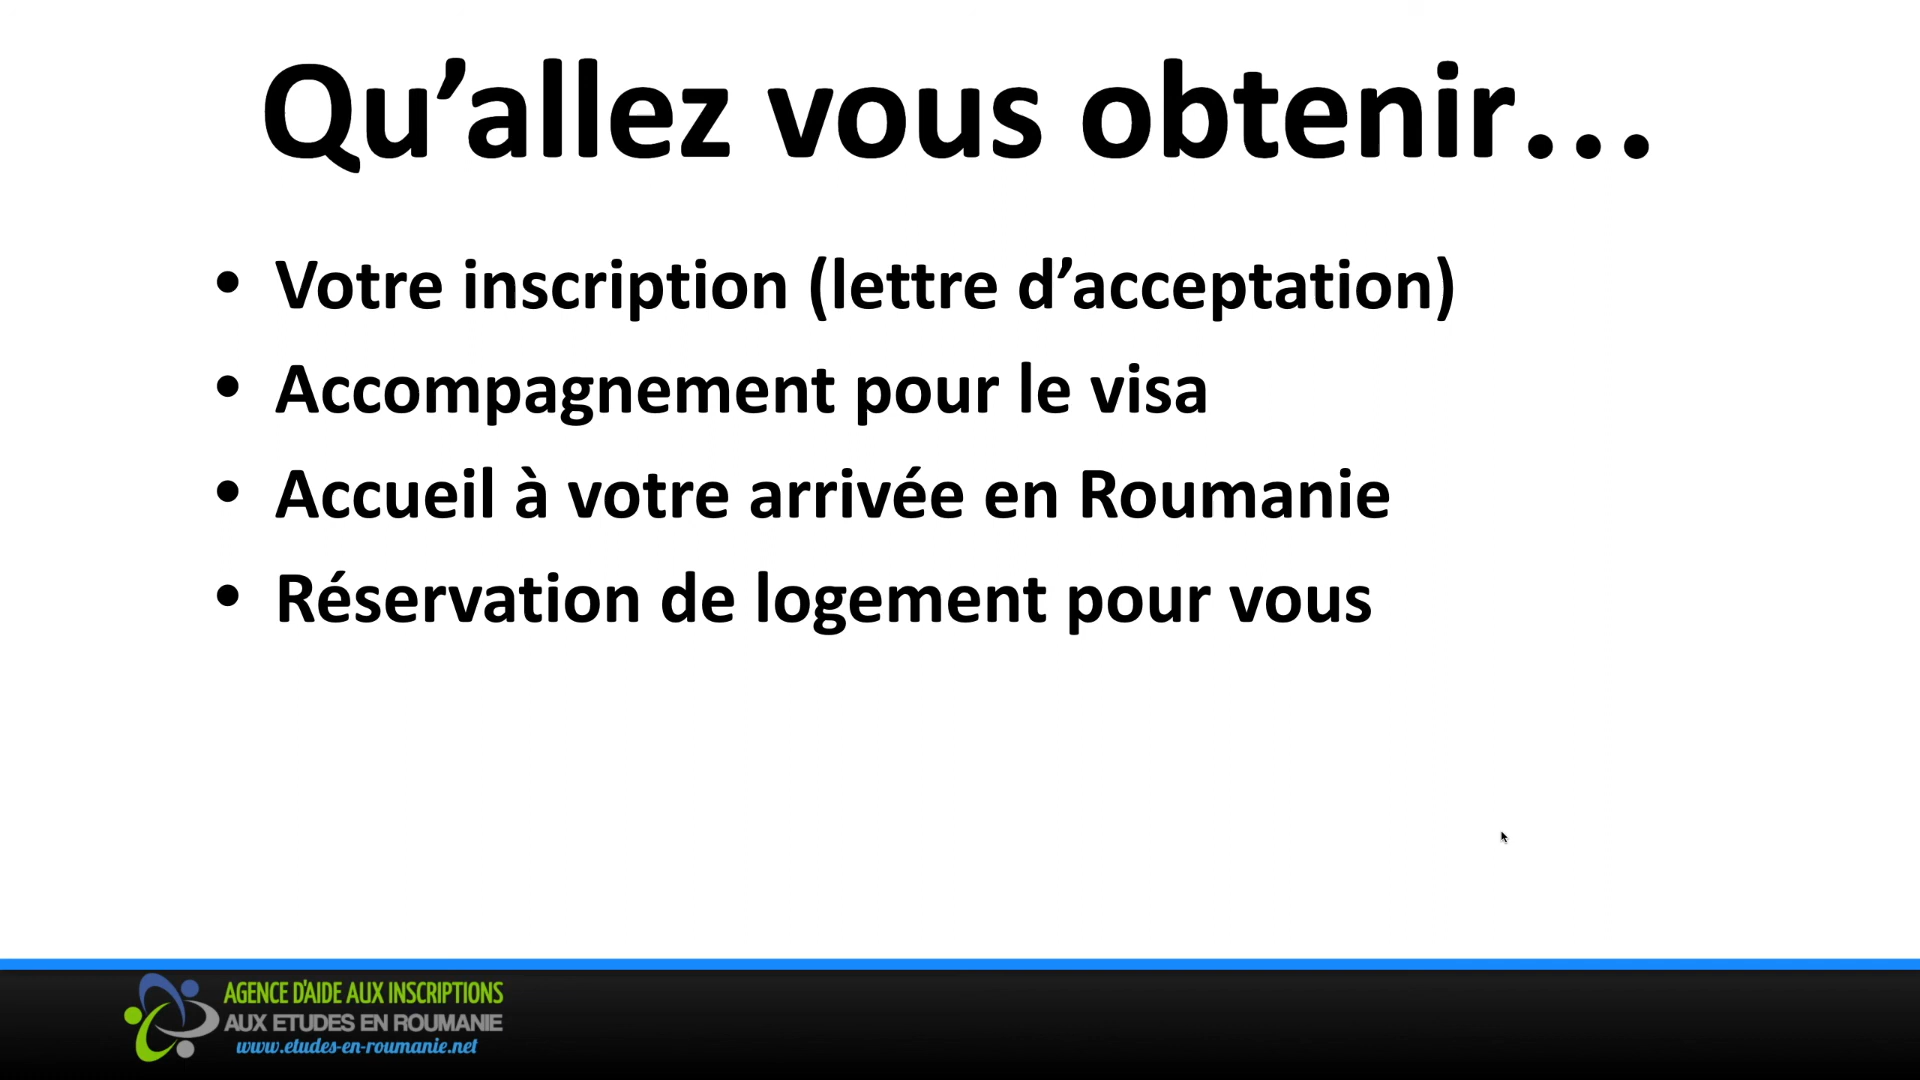 Qu’allez vous obtenir…
• Votre inscription (lettre d’acceptation)
• Accompagnement pour le visa
• Accueil à votre arrivée en Roumanie
• Réservation de logement pour vous
AGENCE D'AIDE AUX INSCRIPTIONS
AUX ETUDES EN ROUMANIE
www.etudes-en-roumanie.net